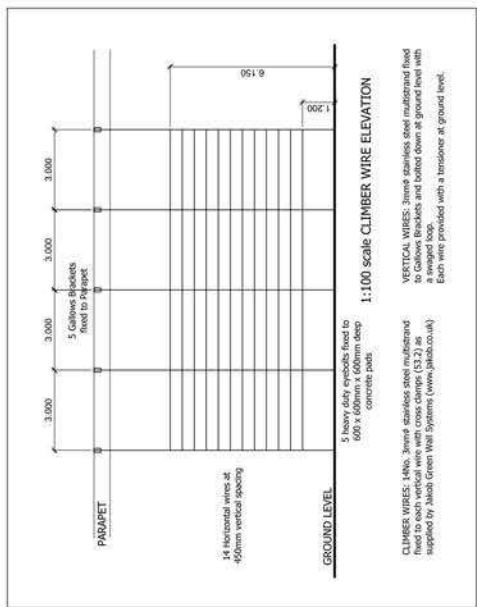 3.000
3.000
3.000
3.000
5 Gallows Brackets
fixed to Parapet
PARAPET
6.150
14 Horizontal wires at
450mm vertical spacing
1.200
GROUND LEVEL
5 heavy duty eyebolts fixed to
600 x 600mm x 600mm deep
concrete pads
1:100 scale CLIMBER WIRE ELEVATION
CLIMBER WIRES: 14No. 3mmϕ stainless steel multistrand
fixed to each vertical wire with cross clamps (S3.2) as
supplied by Jakob Green Wall Systems (www.jakob.co.uk)
VERTICAL WIRES: 3mmϕ stainless steel multistrand fixed
to Gallows Brackets and bolted down at ground level with
a swaged loop.
Each wire provided with a tensioner at ground level.